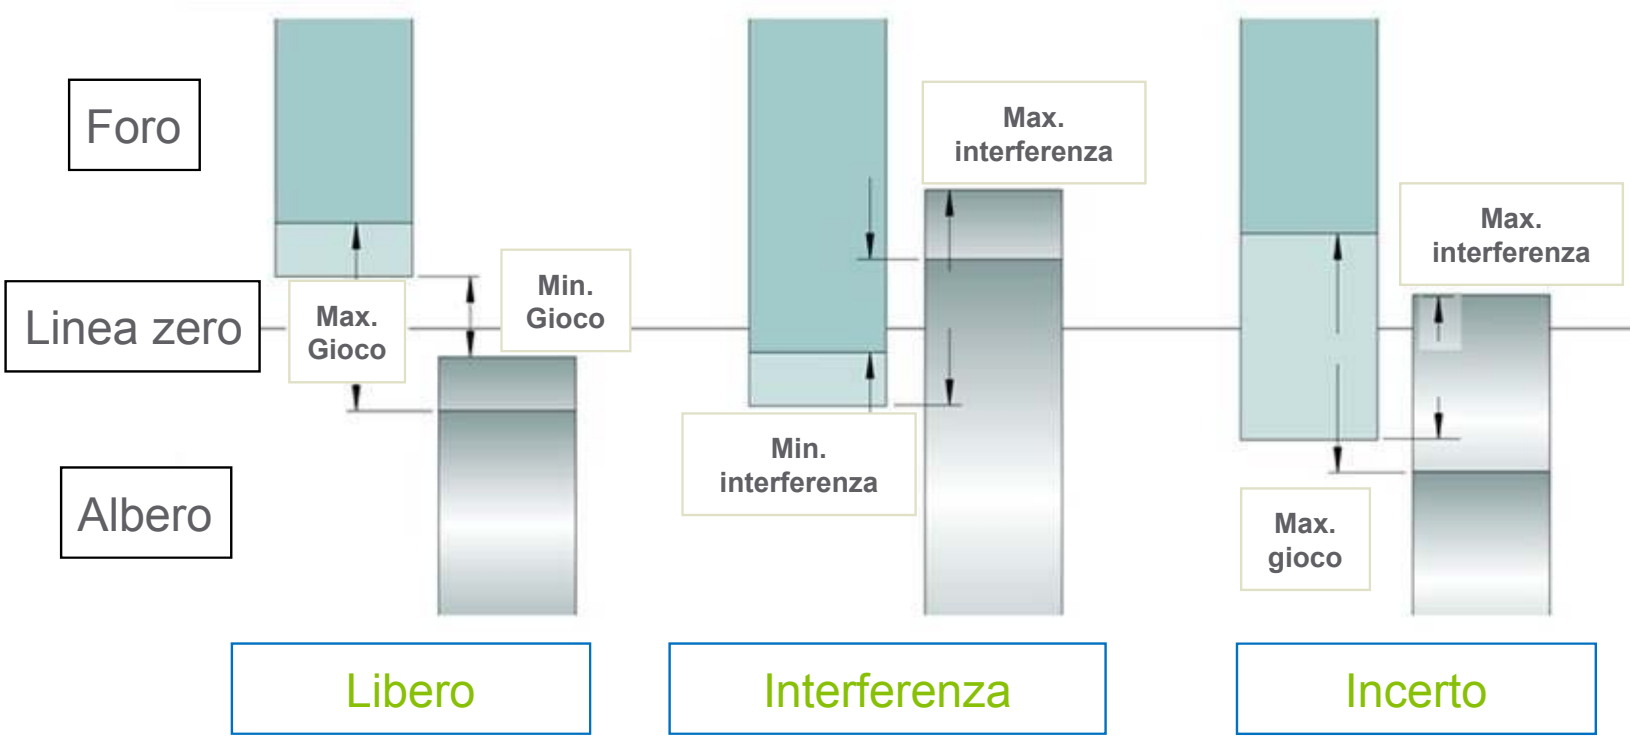 Foro
Linea zero
Albero
Max.
Gioco
Min.
Gioco
Libero
Max.
interferenza
Min.
interferenza
Interferenza
Max.
interferenza
Max.
gioco
Incerto